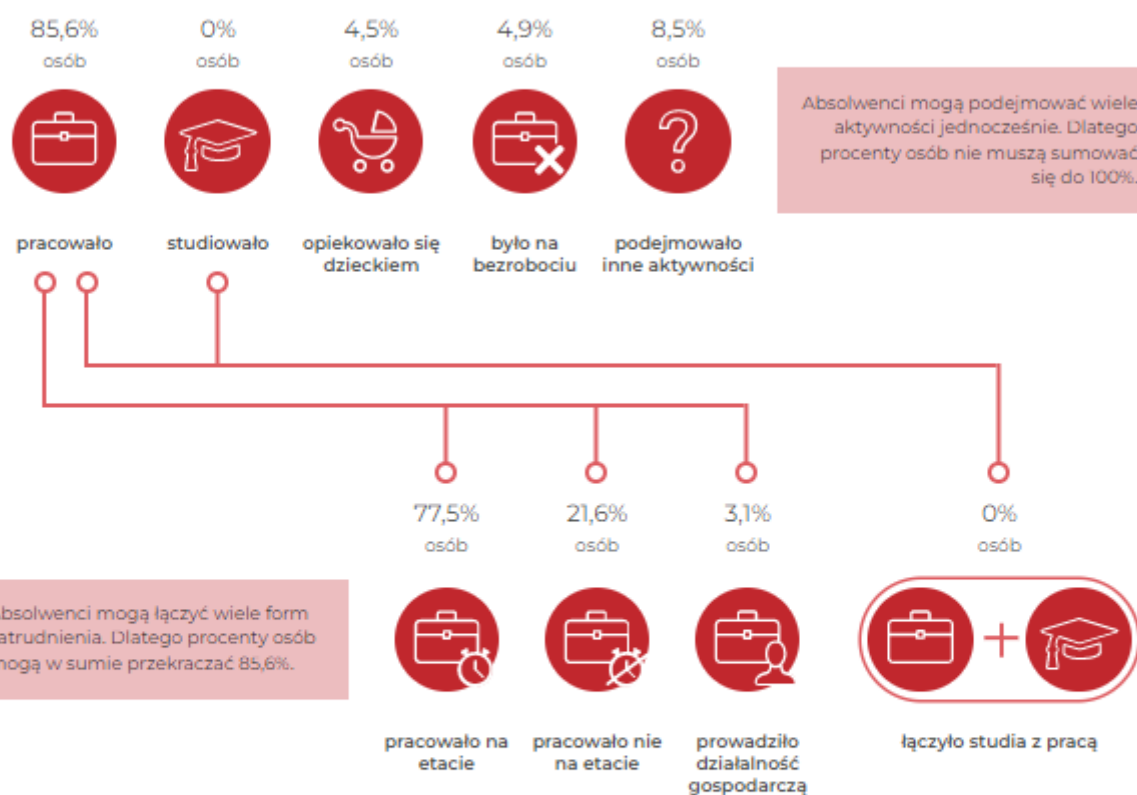 85,6%
osób
0%
osób
4,5%
osób
4,9%
osób
8,5%
osób
Absolwenci mogą podejmować wiele
aktywności jednocześnie. Dlatego
procenty osób nie muszą sumować
się do 100%.
pracowało
studiowało
opiekowało się
dzieckiem
było na
bezrobociu
podejmowało
inne aktywności
77,5%
osób
21,6%
osób
3,1%
osób
0%
osób
bsolwenci mogą łączyć wiele form
atrudnienia. Dlatego procenty osób
mogą w sumie przekraczać 85,6%.
pracowało na
etacie
pracowało nie
na etacie
prowadziło
działalność
gospodarczą
łączyło studia z pracą